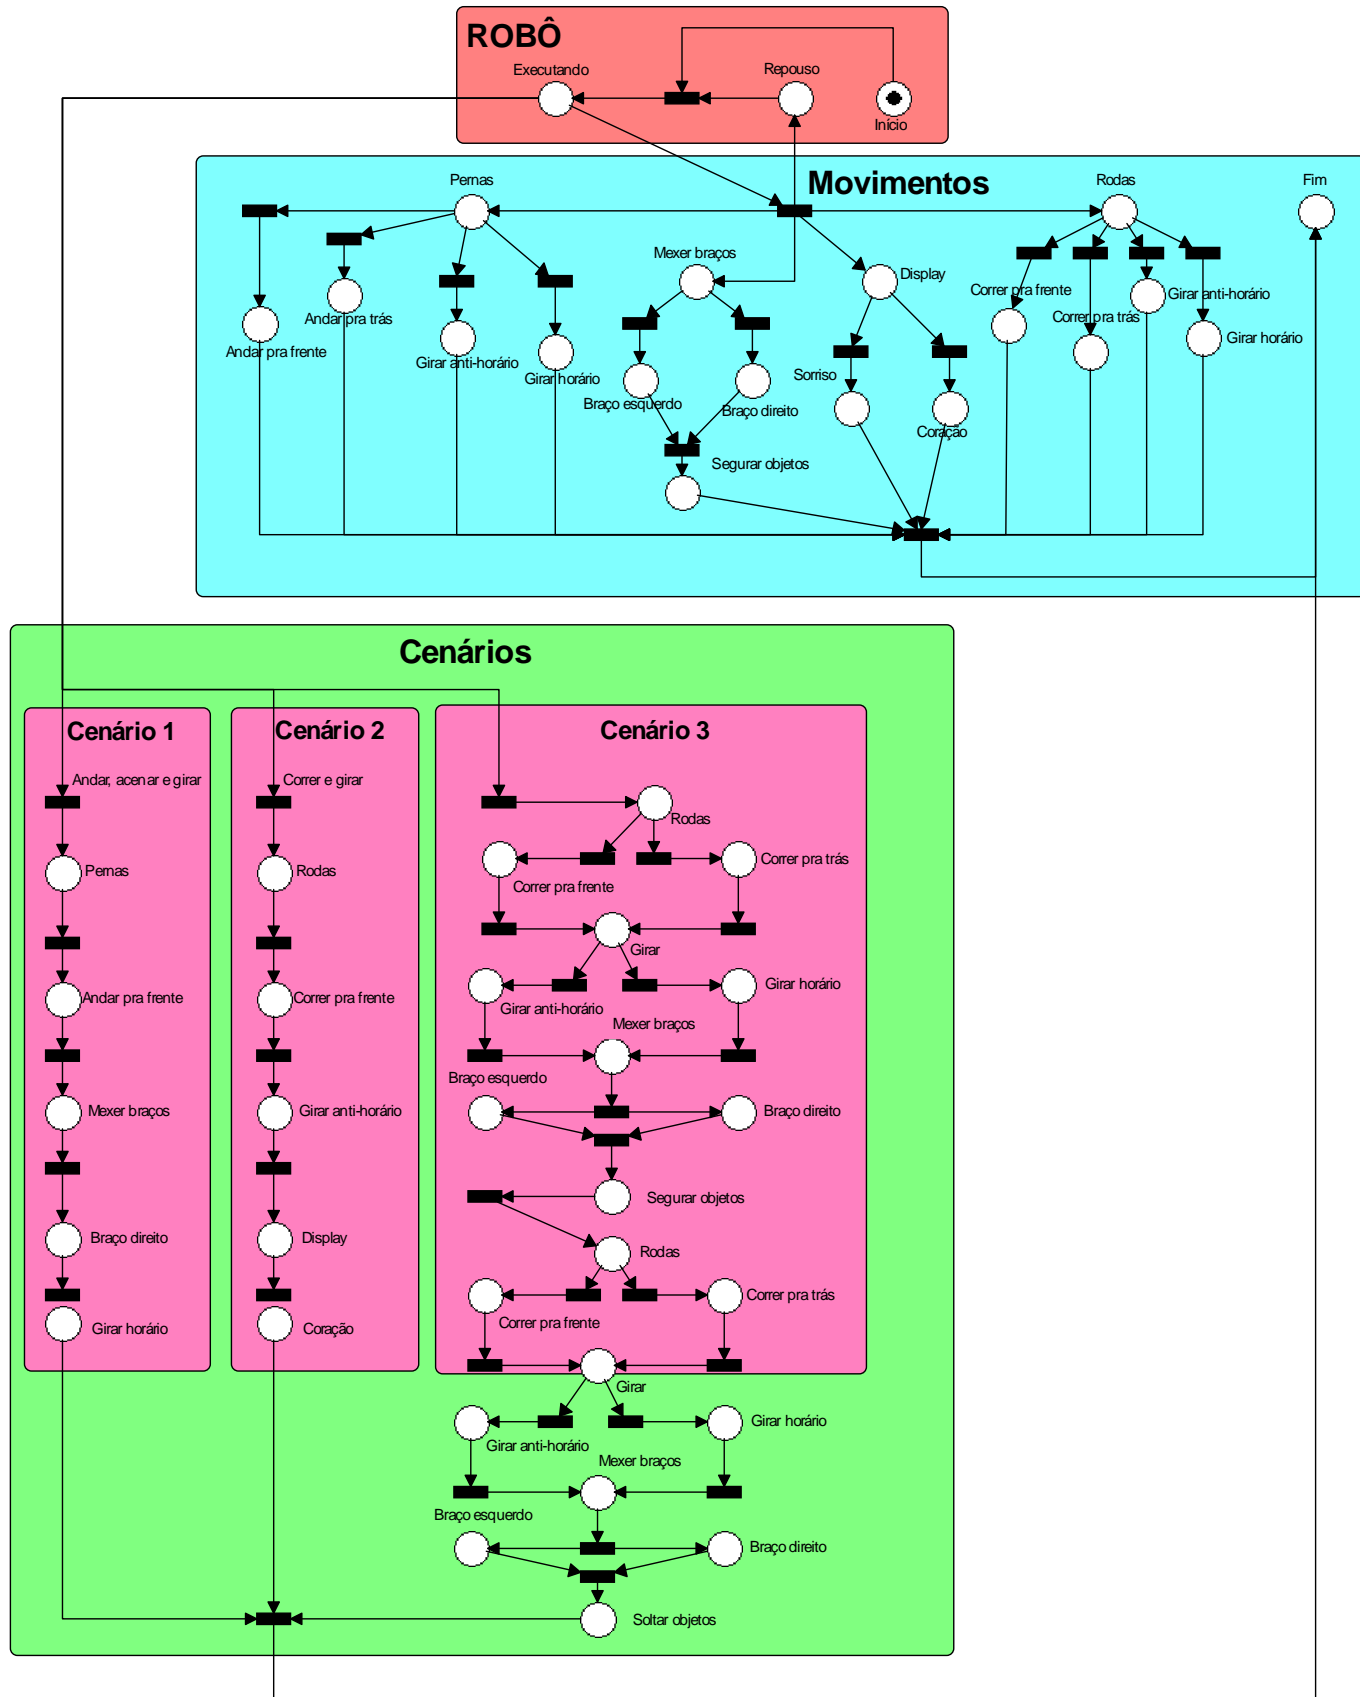 ROBÔ
Executando
Repouso
Início
Movimentos
Pernas
Rodas
Fim
Mexer braços
Display
Correr pra frente
Girar anti-horário
Andar pra trás
Correr pra trás
Andar pra frente
Girar anti-horário
Girar horário
Girar horário
Sorriso
Braço esquerdo
Braço direito
Coração
Segurar objetos
Cenários
Cenário 1
Cenário 2
Cenário 3
Andar, acenar e girar
Correr e girar
Rodas
Pernas
Rodas
Correr pra trás
Correr pra frente
Girar
Andar pra frente
Correr pra frente
Girar horário
Girar anti-horário
Mexer braços
Braço esquerdo
Mexer braços
Girar anti-horário
Braço direito
Segurar objetos
Braço direito
Display
Rodas
Correr pra trás
Correr pra frente
Girar horário
Coração
Girar
Girar horário
Girar anti-horário
Mexer braços
Braço esquerdo
Braço direito
Soltar objetos